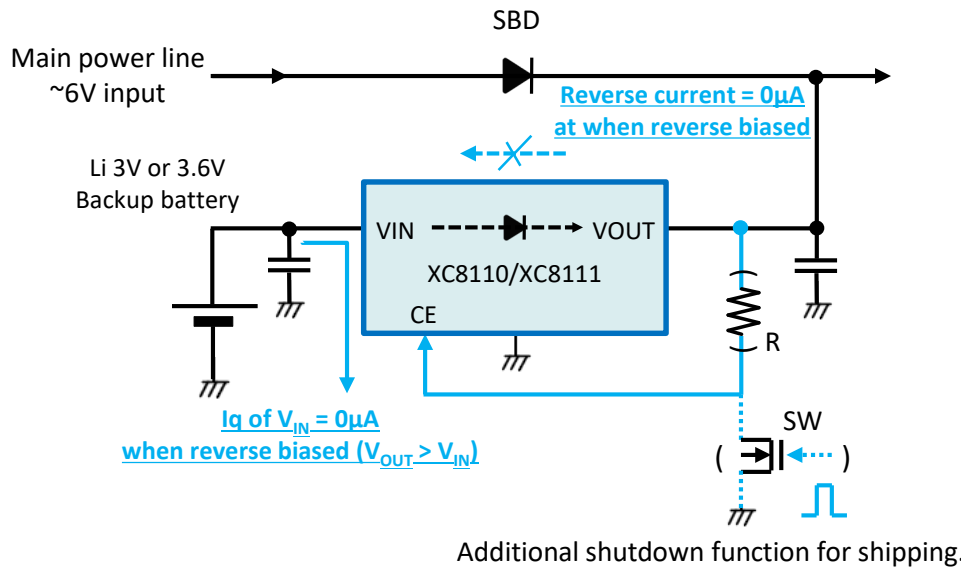 SBD
Main power line
~6V input
Reverse current = 0µA
at when reverse biased
Li 3V or 3.6V
Backup battery
VIN
VOUT
XC8110/XC8111
CE
R
Iq of VIN = 0µA
when reverse biased (VOUT > VIN)
SW
Additional shutdown function for shipping.